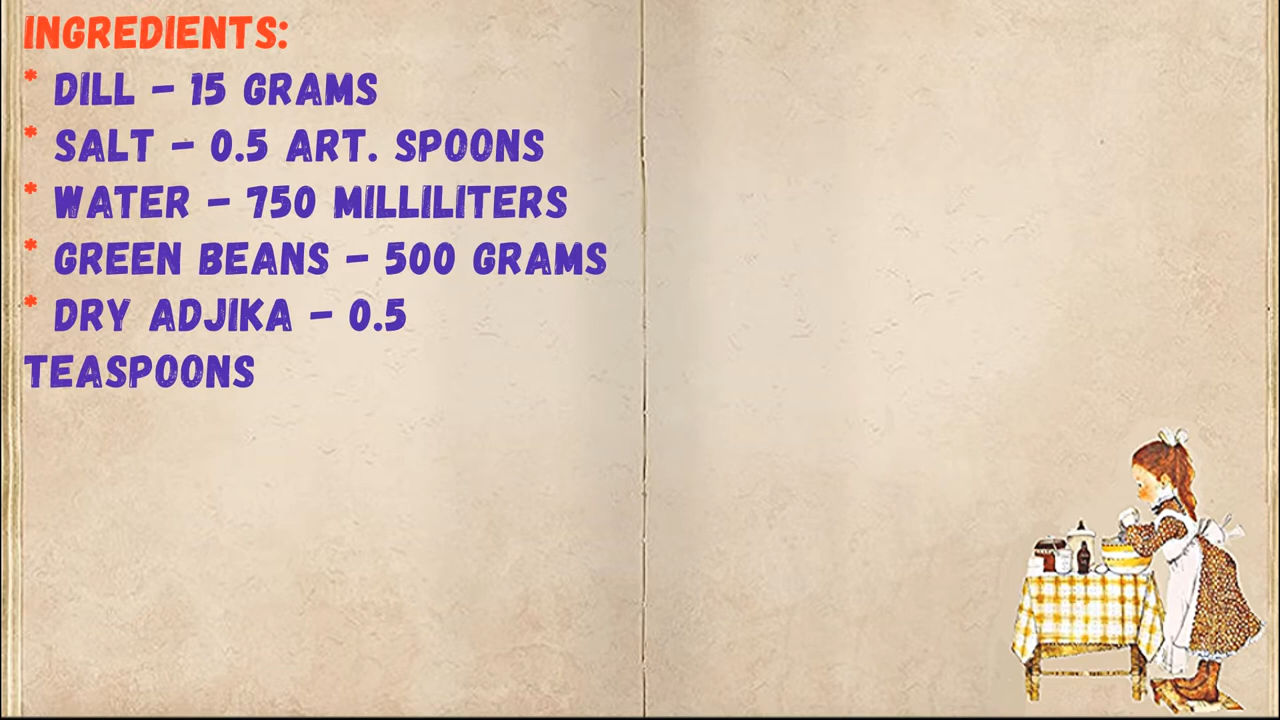 INGREDIENTS:
* DILL - 15 GRAMS
* SALT - 0.5 ART. SPOONS
* WATER - 750 MILLILITERS
* GREEN BEANS - 500 GRAMS
* DRY ADJIKA - 0.5
TEASPOONS